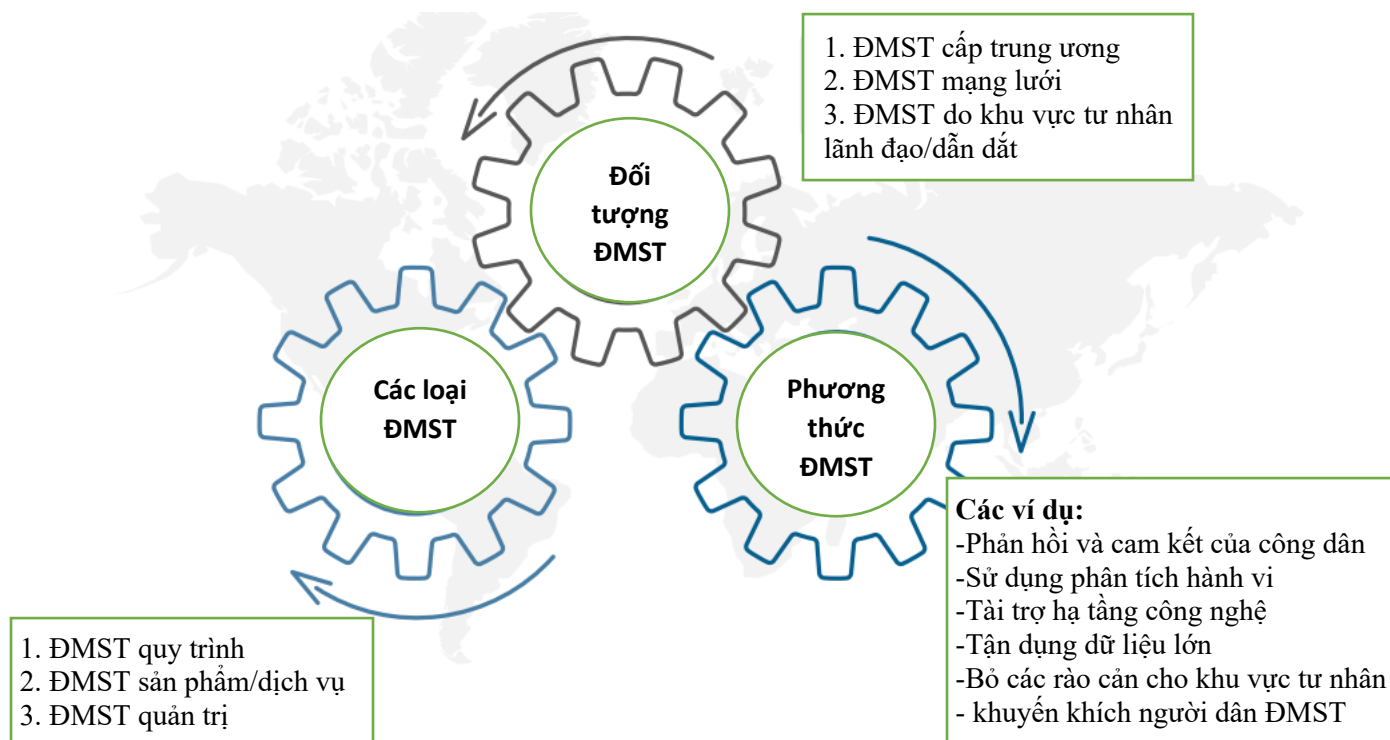 1. ĐMST cấp trung ương
2. ĐMST mạng lưới
3. ĐMST do khu vực tư nhân
lãnh đạo/dẫn dắt
Đối
tượng
ĐMST
Các loại
ĐMST
Phương
thức
ĐMST
Các ví dụ:
-Phản hồi và cam kết của công dân
-Sử dụng phân tích hành vi
-Tài trợ hạ tầng công nghệ
-Tận dụng dữ liệu lớn
-Bỏ các rào cản cho khu vực tư nhân
- khuyến khích người dân ĐMST
1. ĐMST quy trình
2. ĐMST sản phẩm/dịch vụ
3. ĐMST quản trị